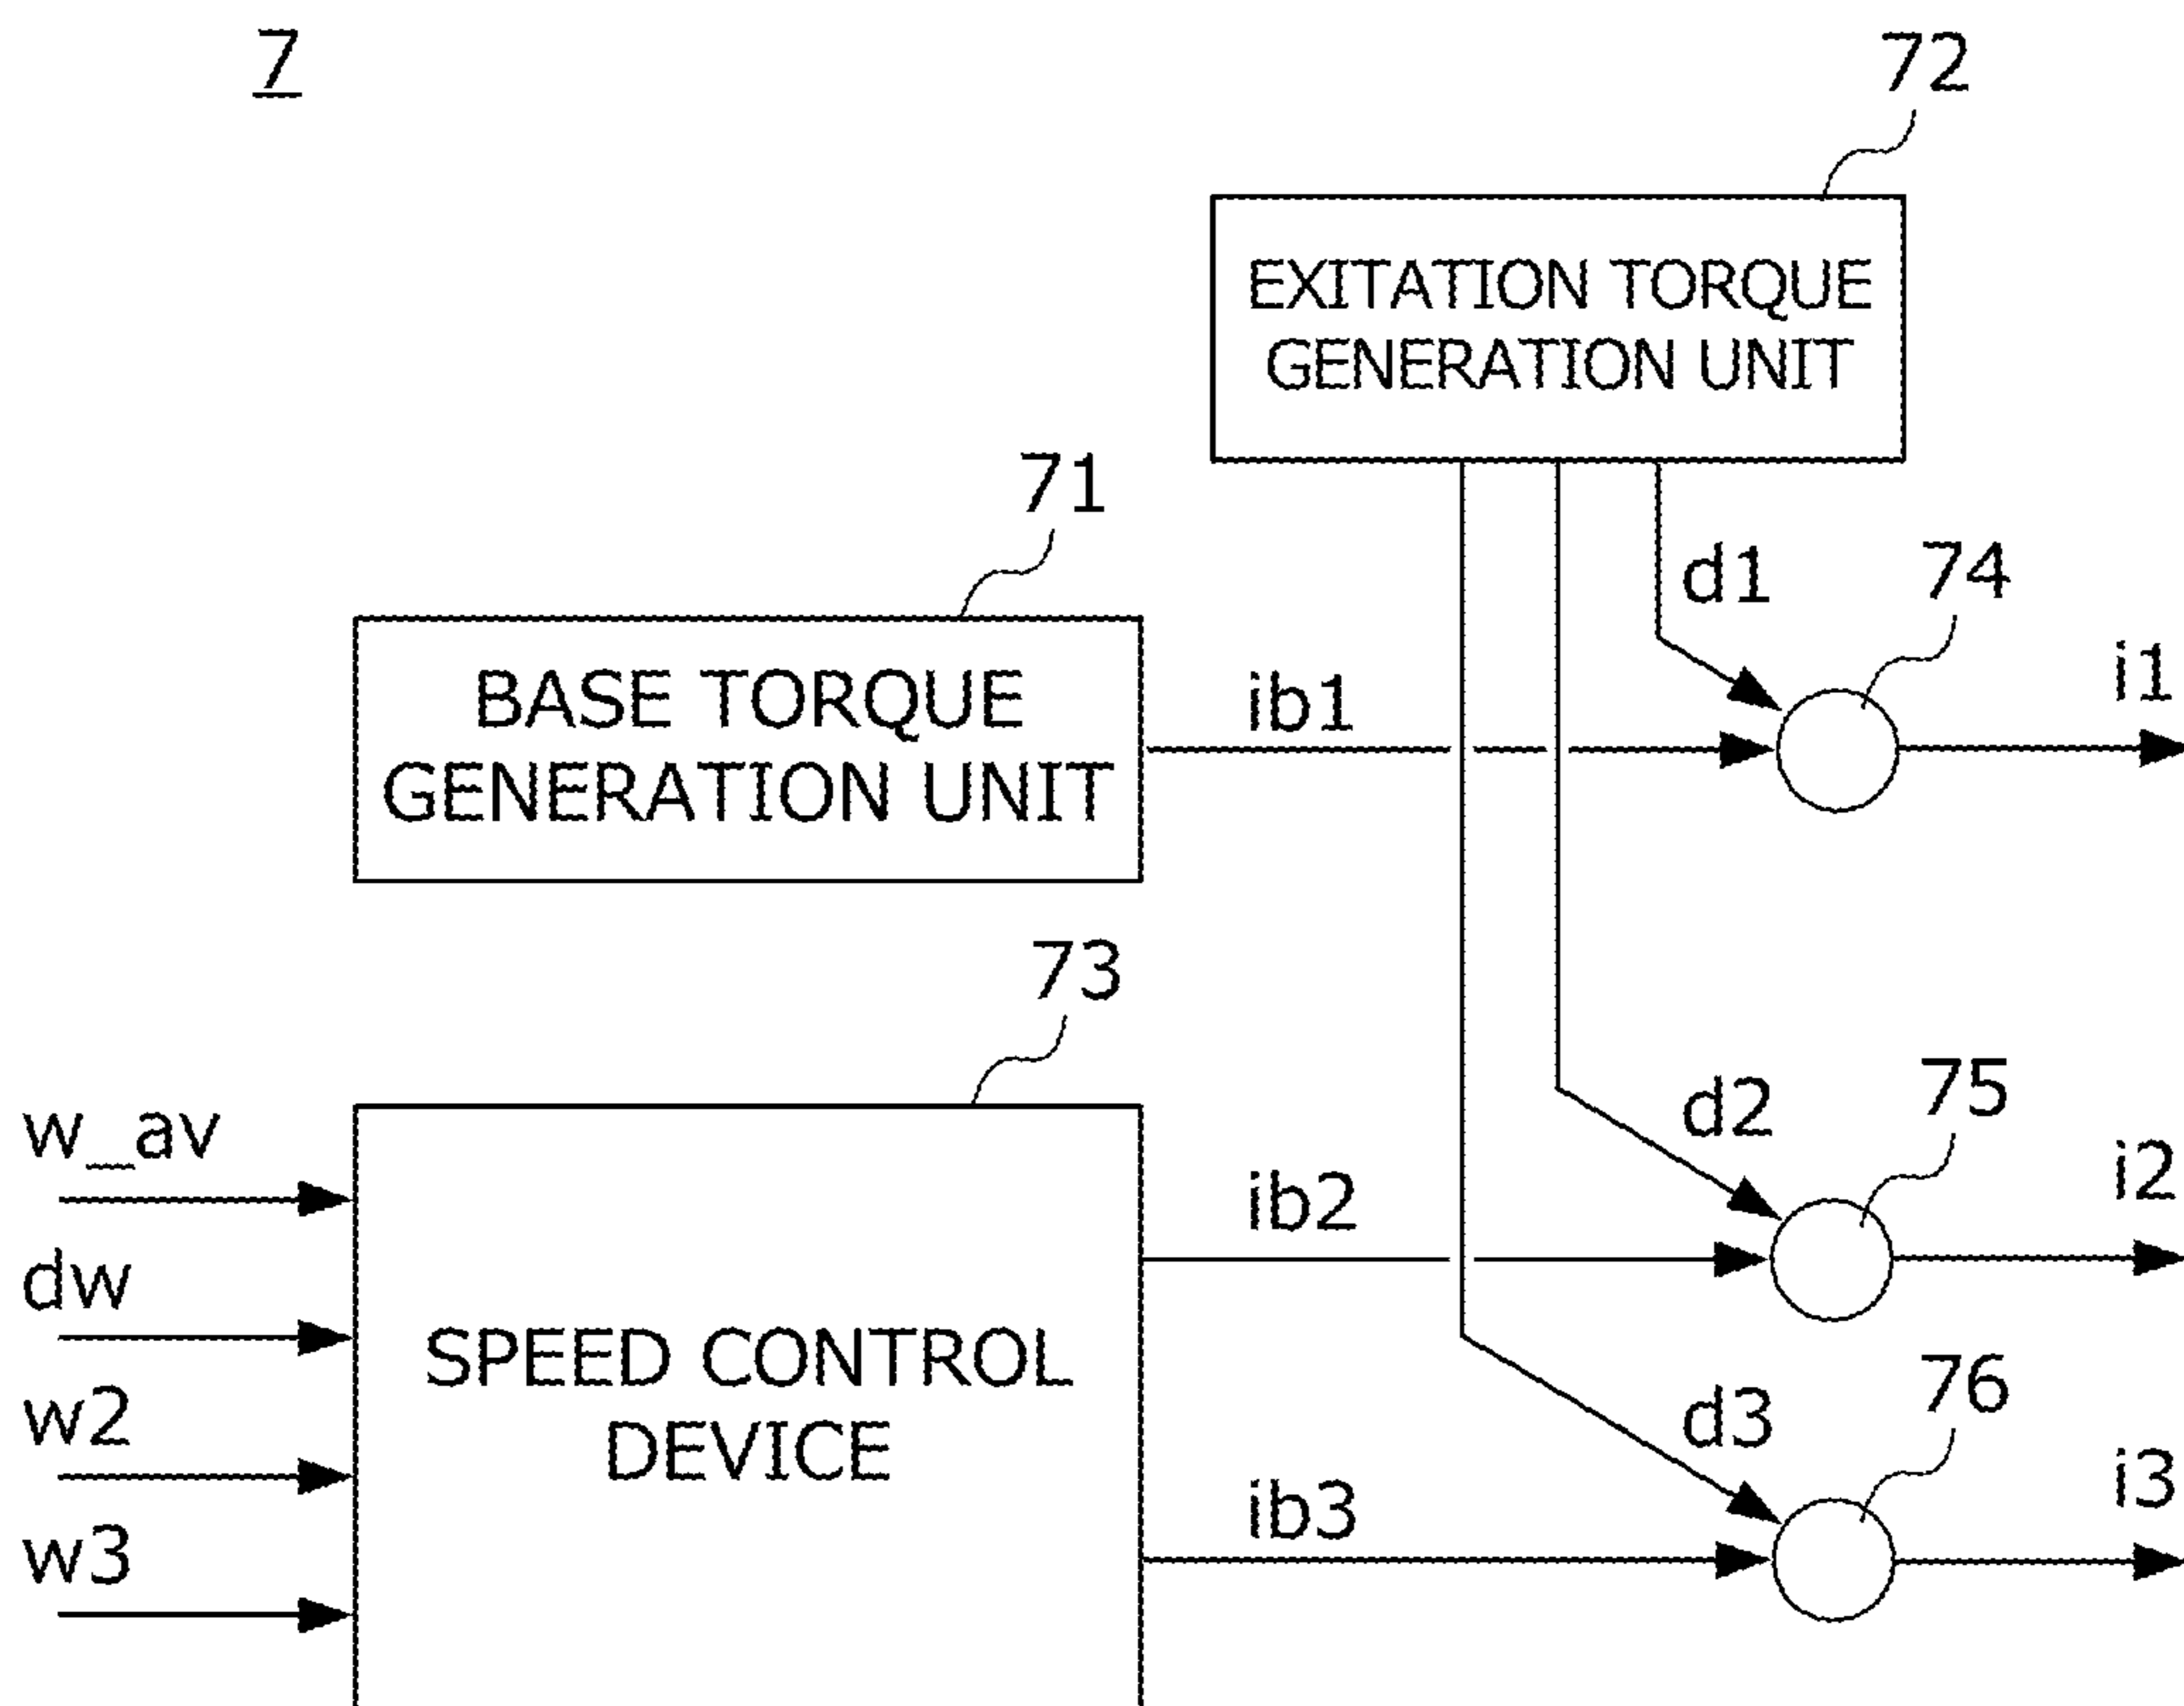 7
72
EXITATION TORQUE
GENERATION UNIT
71
d1
74
BASE TORQUE
GENERATION UNIT
ib1
i1
73
w_av
d2
75
ib2
i2
dw
SPEED CONTROL
DEVICE
w2
d3
76
ib3
i3
w3